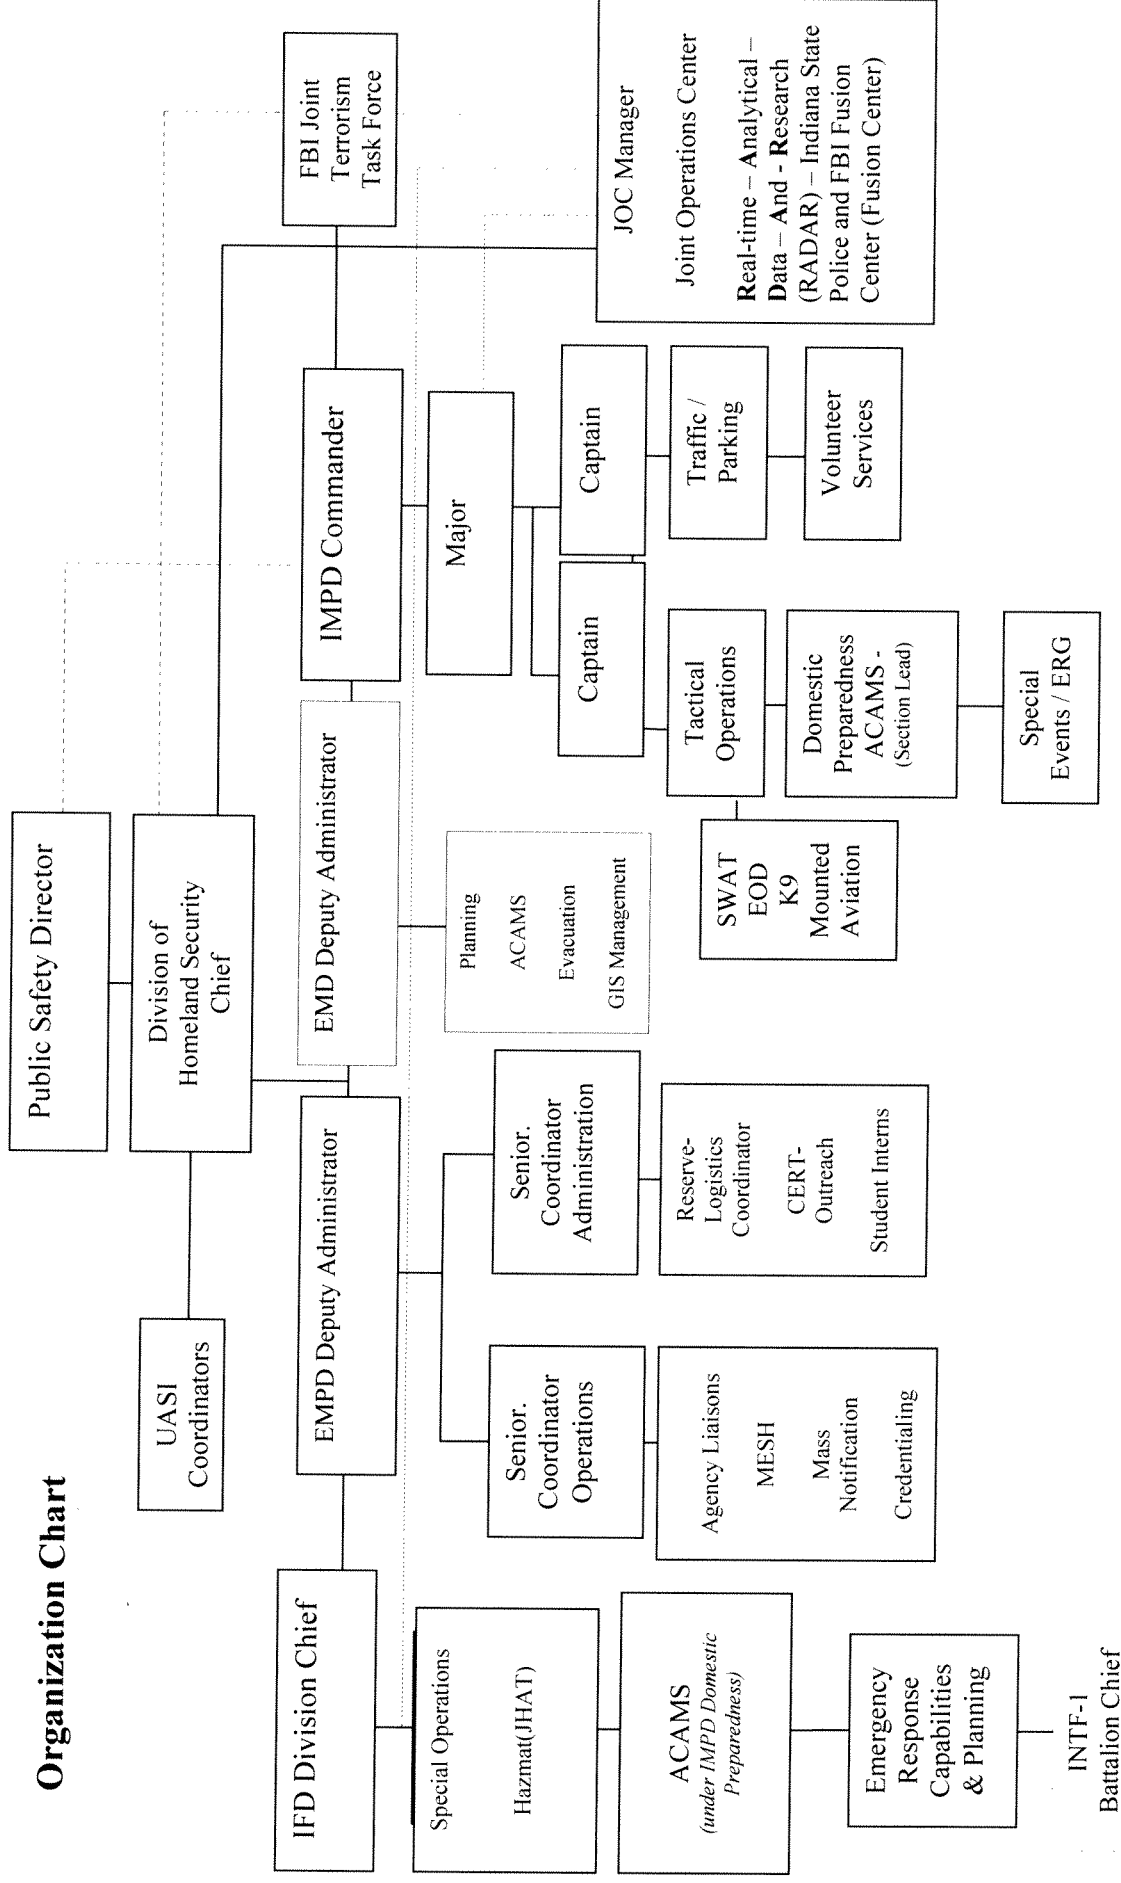 Organization Chart
Public Safety Director
Division of
Homeland Security
Chief
UASI
Coordinators
FBI Joint
Terrorism
Task Force
IFD Division Chief
EMPD Deputy Administrator
EMD Deputy Administrator
IMPD Commander
Special Operations
Hazmat(JHAT)
ACAMS
(under IMPD Domestic
Preparedness)
Emergency
Response
Capabilities
& Planning
INTF-1
Battalion Chief
Senior.
Coordinator
Operations
Agency Liaisons
MESH
Mass
Notification
Credentialing
Senior.
Coordinator
Administration
Reserve-
Logistics
Coordinator
CERT-
Outreach
Student Interns
Planning
ACAMS
Evacuation
GIS Management
Major
Captain
Captain
Tactical
Operations
SWAT
EOD
K9
Mounted
Aviation
Domestic
Preparedness
ACAMS -
(Section Lead)
Special
Events / ERG
Traffic /
Parking
Volunteer
Services
JOC Manager
Joint Operations Center
Real-time – Analytical –
Data – And - Research
(RADAR) – Indiana State
Police and FBI Fusion
Center (Fusion Center)